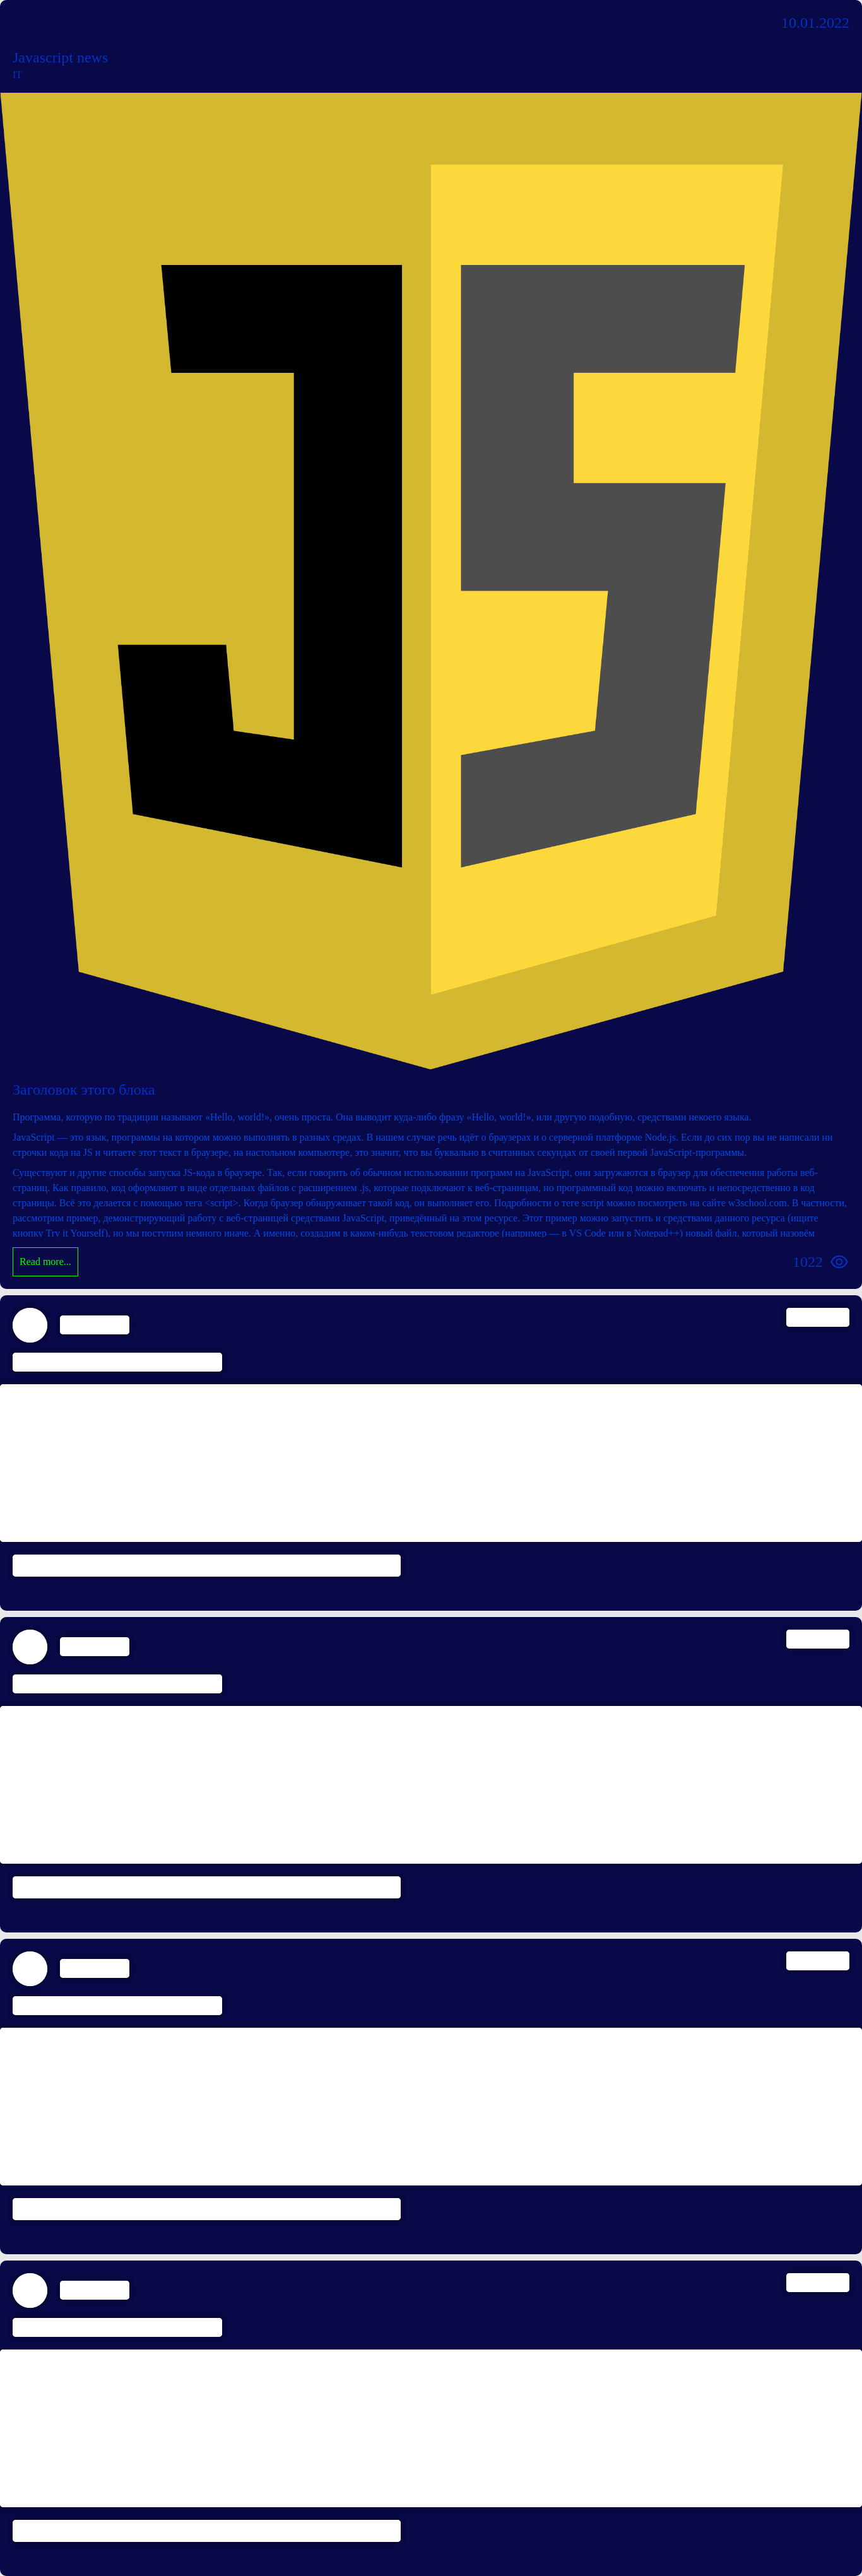 10.01.2022
Javascript news
IT
JS
Заголовок этого блока
Программа, которую по традиции называют «Hello, world!», очень проста. Она выводит куда-либо фразу «Hello, world!», или другую подобную, средствами некоего языка.
JavaScript — это язык, программы на котором можно выполнять в разных средах. В нашем случае речь идёт о браузерах и о серверной платформе Node.js. Если до сих пор вы не написали ни
строчки кода на JS и читаете этот текст в браузере, на настольном компьютере, это значит, что вы буквально в считанных секундах от своей первой JavaScript-программы.
Существуют и другие способы запуска JS-кода в браузере. Так, если говорить об обычном использовании программ на JavaScript, они загружаются в браузер для обеспечения работы веб-
страниц. Как правило, код оформляют в виде отдельных файлов с расширением .js, которые подключают к веб-страницам, но программный код можно включать и непосредственно в код
страницы. Всё это делается с помощью тега <script>. Когда браузер обнаруживает такой код, он выполняет его. Подробности о теге script можно посмотреть на сайте w3school.com. В частности,
рассмотрим пример, демонстрирующий работу с веб-страницей средствами JavaScript, приведённый на этом ресурсе. Этот пример можно запустить и средствами данного ресурса (ищите
кнопку Try it Yourself), но мы поступим немного иначе. А именно, создадим в каком-нибудь текстовом редакторе (например — в VS Code или в Notepad++) новый файл, который назовём
Read more...
1022